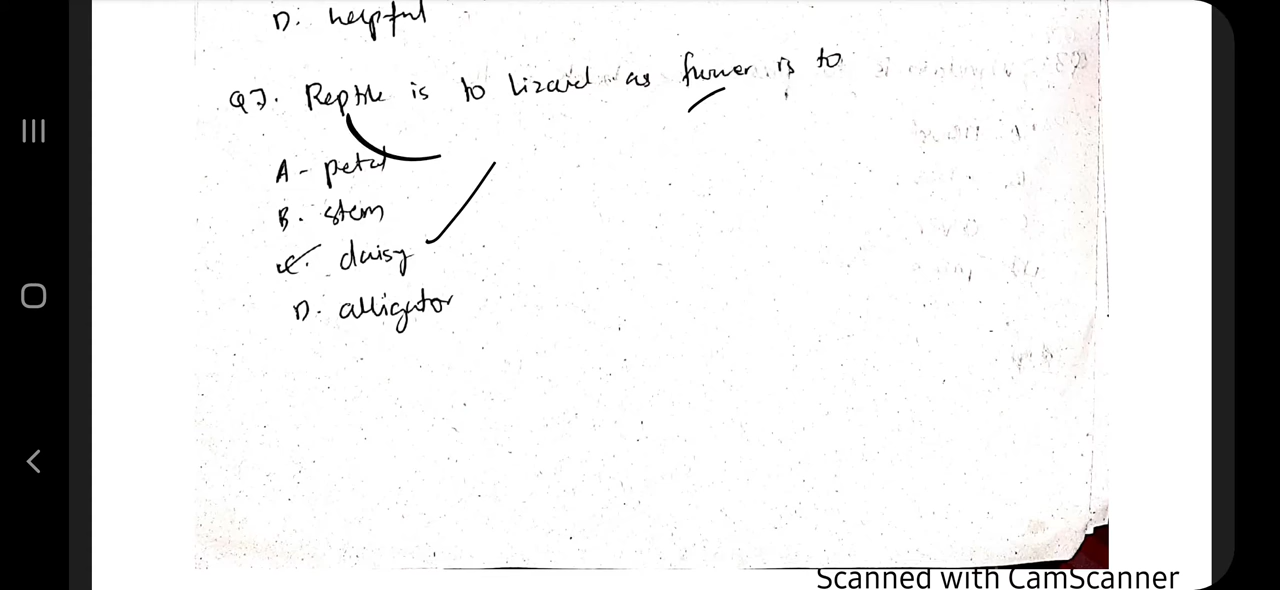 D. helpful
Q7. Reptile is to lizard as flower is to
A - petal
B. stem
C. daisy
D. alligator
Scanned with CamScanner